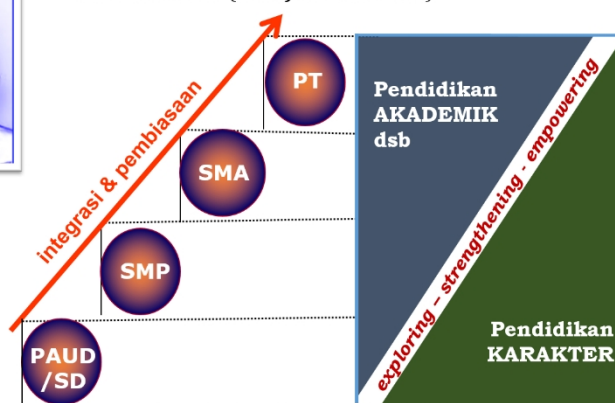 PT
SMA
SMP
PAUD
/SD
integrasi & pembiasaan
Pendidikan
AKADEMIK
dsb
exploring – strengthening - empowering
Pendidikan
KARAKTER